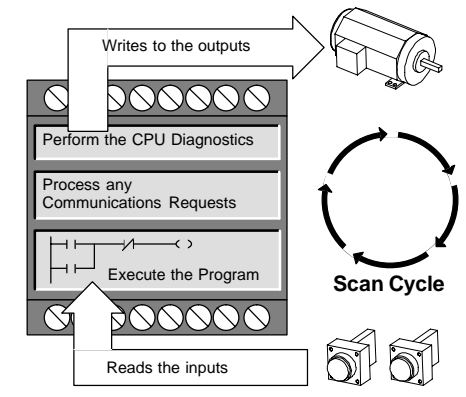 Writes to the outputs
Perform the CPU Diagnostics
Process any
Communications Requests
Execute the Program
Scan Cycle
Reads the inputs